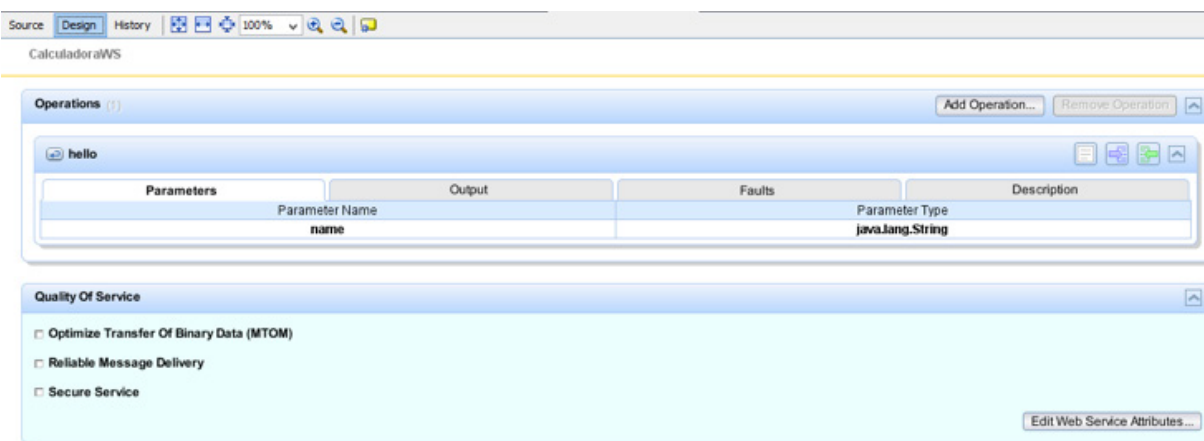 Source Design History 100%
CalculadoraWS
Operations (1) Add Operation... Remove Operation
hello
Parameters Output Faults Description
Parameter Name Parameter Type
name java.lang.String
Quality Of Service
Optimize Transfer Of Binary Data (MTOM)
Reliable Message Delivery
Secure Service
Edit Web Service Attributes...